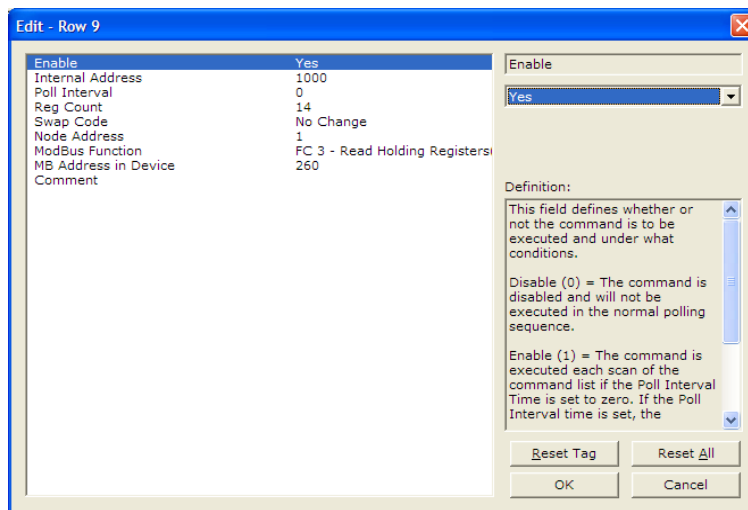 Edit - Row 9
Enable Yes
Internal Address 1000
Poll Interval 0
Reg Count 14
Swap Code No Change
Node Address 1
ModBus Function FC 3 - Read Holding Registers(
MB Address in Device 260
Comment
Enable
Yes
Definition:
This field defines whether or
not the command is to be
executed and under what
conditions.
Disable (0) = The command is
disabled and will not be
executed in the normal polling
sequence.
Enable (1) = The command is
executed each scan of the
command list if the Poll Interval
Time is set to zero. If the Poll
Interval time is set, the
Reset Tag Reset All
OK Cancel